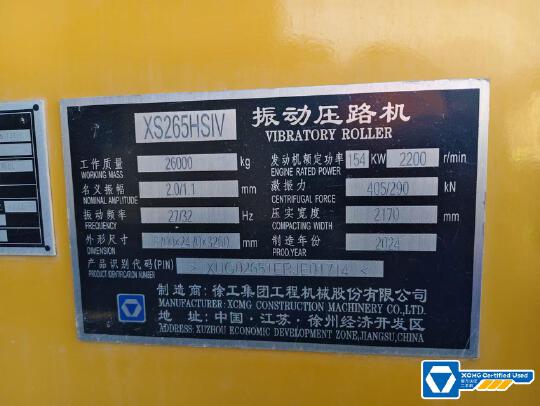 XS265HSIV
振动压路机
VIBRATORY ROLLER
工作质量 26000 kg
WORKING MASS
发动机额定功率 154 KW 2200 r/min
ENGINE RATED POWER
名义振幅 2.0/1.1 mm
NOMINAL AMPLITUDE
激振力 405/290 kN
CENTRIFUGAL FORCE
振动频率 27/32 Hz
VIBRATING FREQUENCY
压实宽度 2170 mm
COMPACTING WIDTH
外形尺寸 mm
DIMENSION
制造年份 2024
PROD.YEAR
产品识别代码(PIN)
PRODUCT IDENTIFICATION NUMBER
制造商:徐工集团工程机械股份有限公司
MANUFACTURER: XCMG CONSTRUCTION MACHINERY CO.,LTD.
地 址:中国·江苏·徐州经济开发区
ADDRESS: XUZHOU ECONOMIC DEVELOPMENT ZONE,JIANGSU,CHINA
XCMG Certified Used